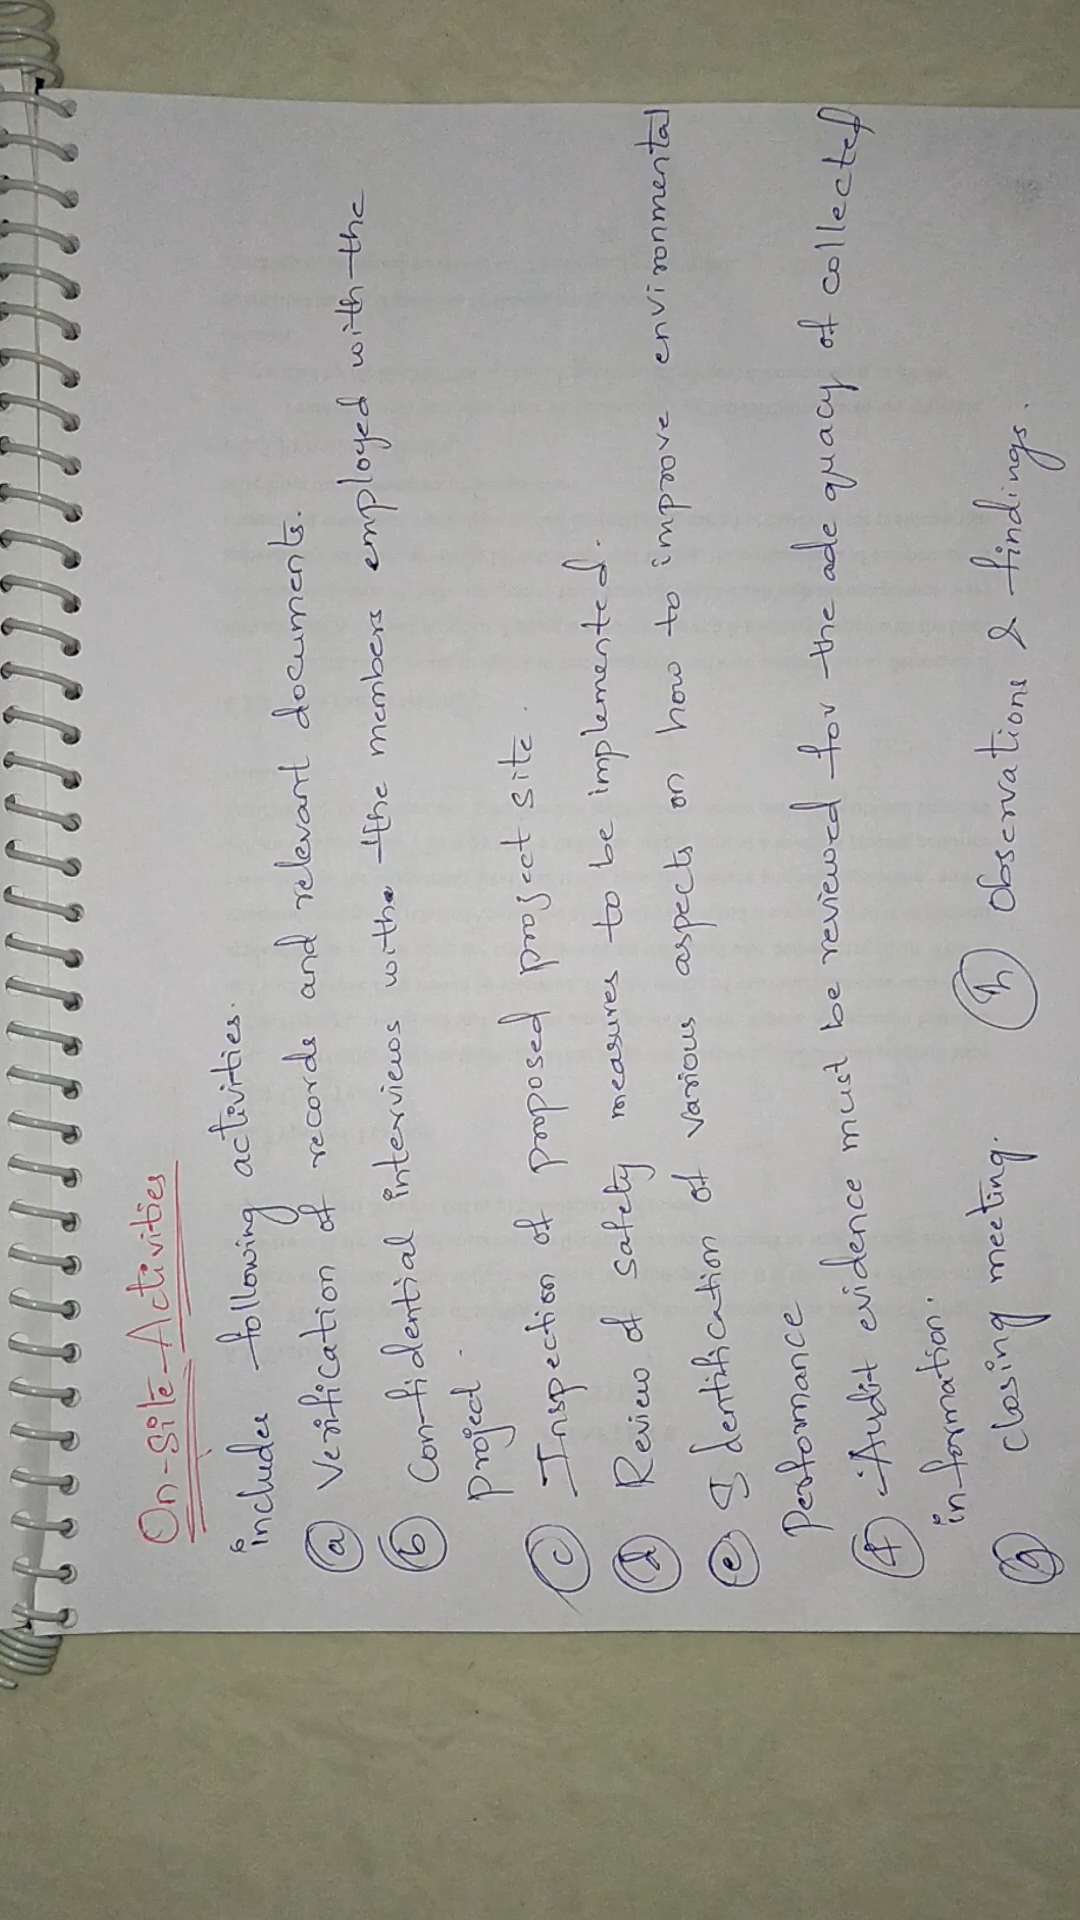 On-Site-Activities
includes following activities.
(a) Verification of records and relevant documents.
(b) Confidential interviews with the members employed with the
project.
(c) Inspection of proposed project site.
(d) Review of safety measures to be implemented.
(e) Identification of various aspects on how to improve environmental
performance
(f) Audit evidence must be reviewed for the adequacy of collected
information.
(g) closing meeting. (h) Observations & findings.